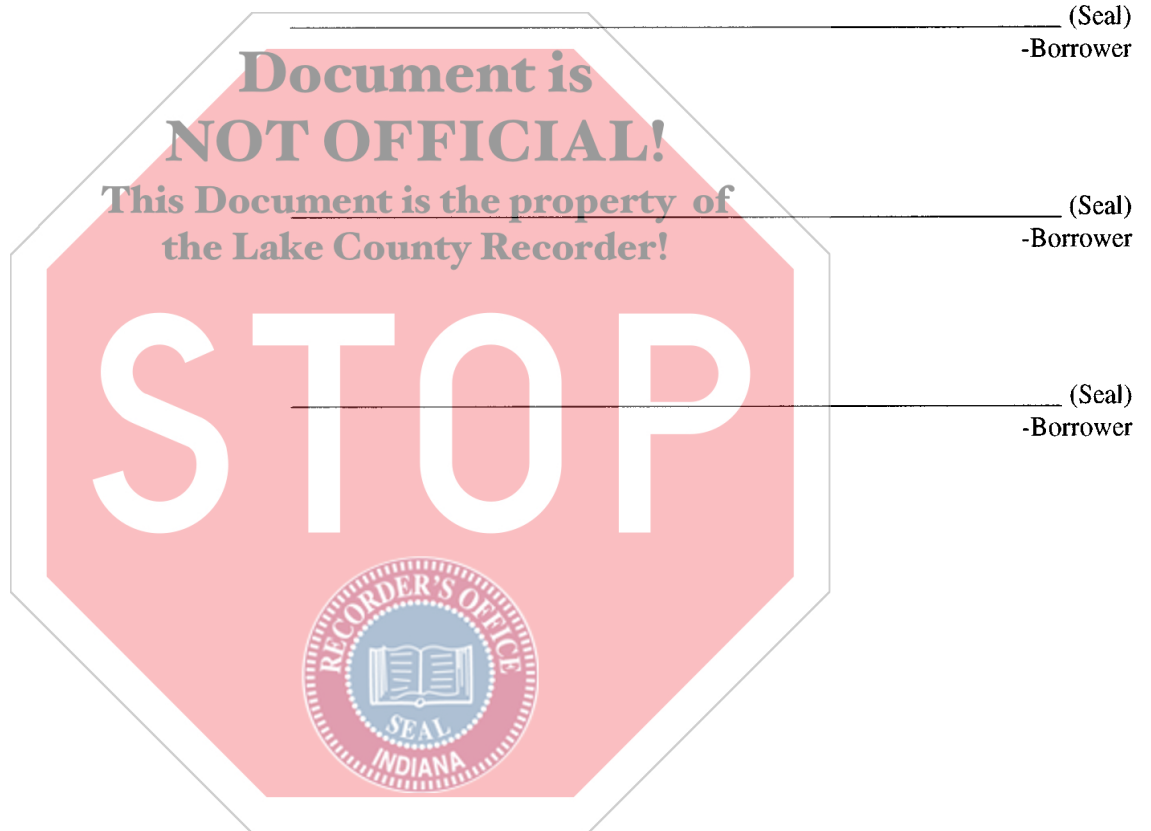 (Seal)
-Borrower
Document is
NOT OFFICIAL!
This Document is the property of
(Seal)
-Borrower
the Lake County Recorder!
STOP
(Seal)
-Borrower
RECORDER'S OFFICE
SEAL
INDIANA